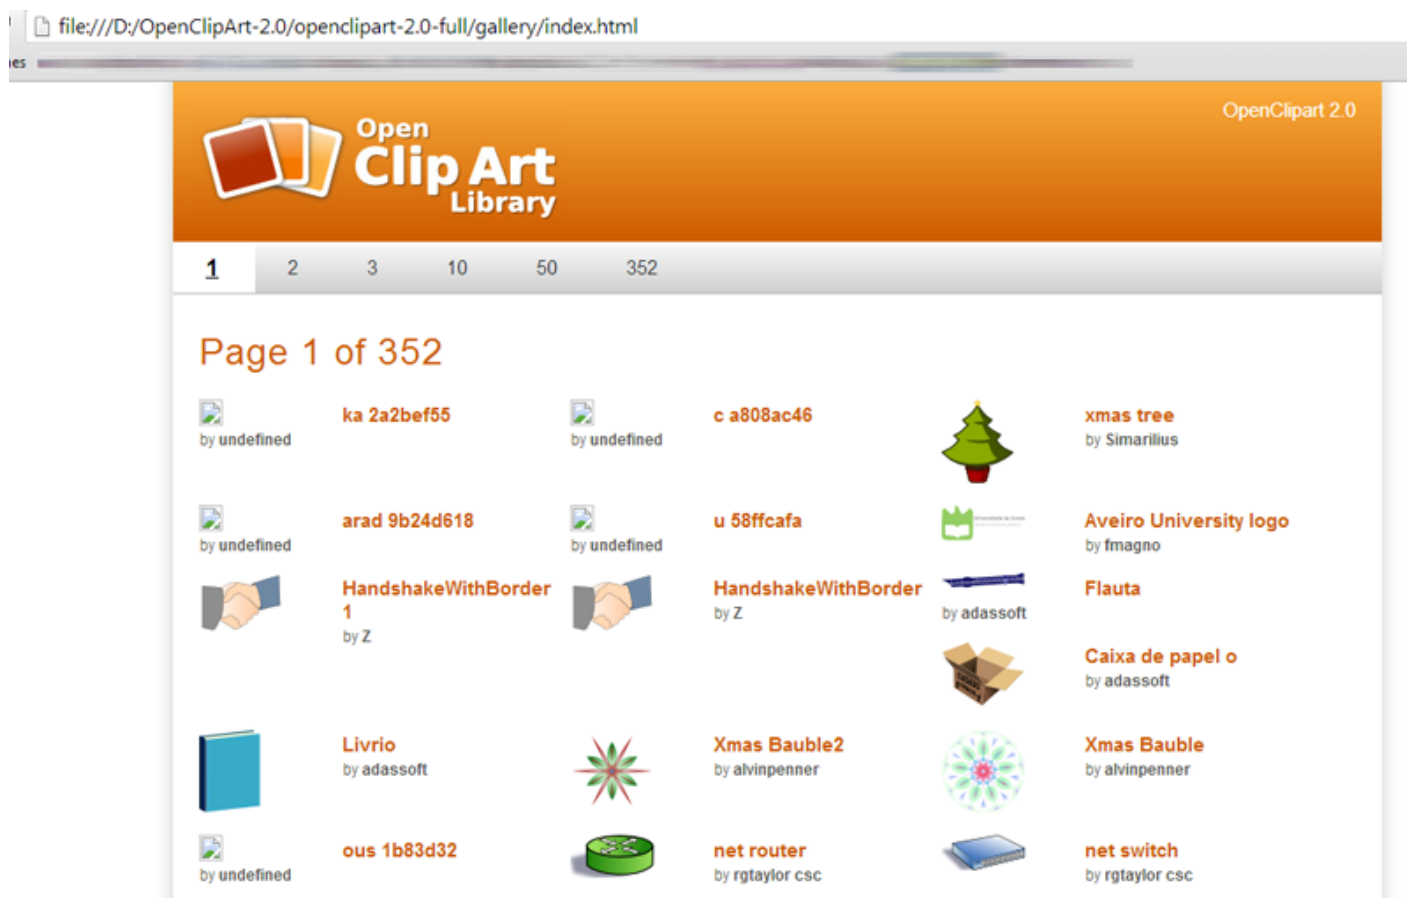 file:///D:/OpenClipArt-2.0/openclipart-2.0-full/gallery/index.html
es
OpenClipart 2.0
Open
Clip Art
Library
1 2 3 10 50 352
Page 1 of 352
ka 2a2bef55
by undefined
c a808ac46
by undefined
xmas tree
by Simarilius
arad 9b24d618
by undefined
u 58ffcafa
by undefined
Aveiro University logo
by fmagno
HandshakeWithBorder
1
by Z
HandshakeWithBorder
by Z
Flauta
by adassoft
Caixa de papel o
by adassoft
Livrio
by adassoft
Xmas Bauble2
by alvinpenner
Xmas Bauble
by alvinpenner
ous 1b83d32
by undefined
net router
by rgtaylor csc
net switch
by rgtaylor csc